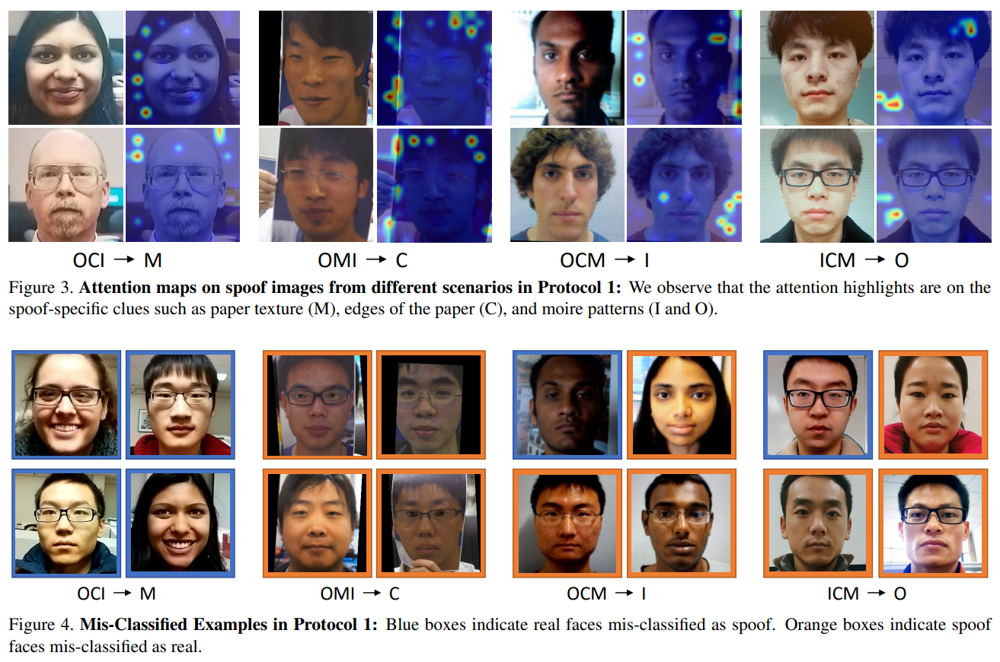 OCI → M
OMI → C
OCM → I
ICM → O
Figure 3. Attention maps on spoof images from different scenarios in Protocol 1: We observe that the attention highlights are on the
spoof-specific clues such as paper texture (M), edges of the paper (C), and moire patterns (I and O).
OCI → M
OMI → C
OCM → I
ICM → O
Figure 4. Mis-Classified Examples in Protocol 1: Blue boxes indicate real faces mis-classified as spoof. Orange boxes indicate spoof
faces mis-classified as real.